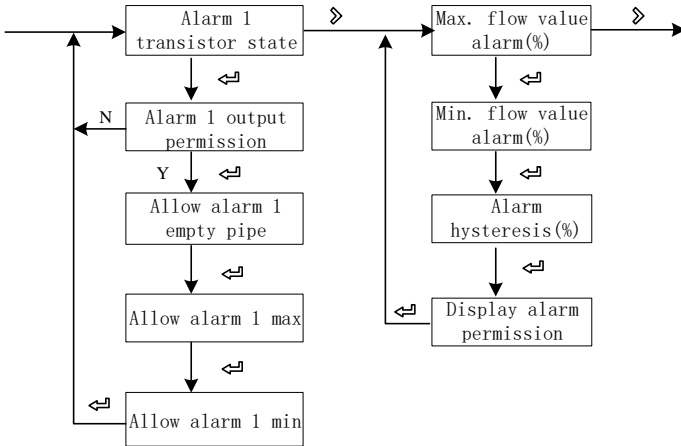 Alarm 1
transistor state
Max. flow value
alarm(%)
N
Alarm 1 output
permission
Min. flow value
alarm(%)
Y
Allow alarm 1
empty pipe
Alarm
hysteresis(%)
Allow alarm 1 max
Display alarm
permission
Allow alarm 1 min